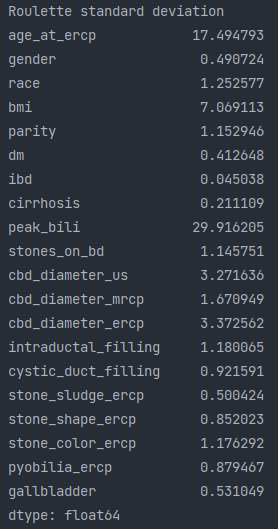 Roulette standard deviation
age_at_ercp 17.494793
gender 0.490724
race 1.252577
bmi 7.069113
parity 1.152946
dm 0.412648
ibd 0.045038
cirrhosis 0.211109
peak_bili 29.916205
stones_on_bd 1.145751
cbd_diameter_us 3.271636
cbd_diameter_mrcp 1.670949
cbd_diameter_ercp 3.372562
intraductal_filling 1.180065
cystic_duct_filling 0.921591
stone_sludge_ercp 0.500424
stone_shape_ercp 0.852023
stone_color_ercp 1.176292
pyobilia_ercp 0.879467
gallbladder 0.531049
dtype: float64